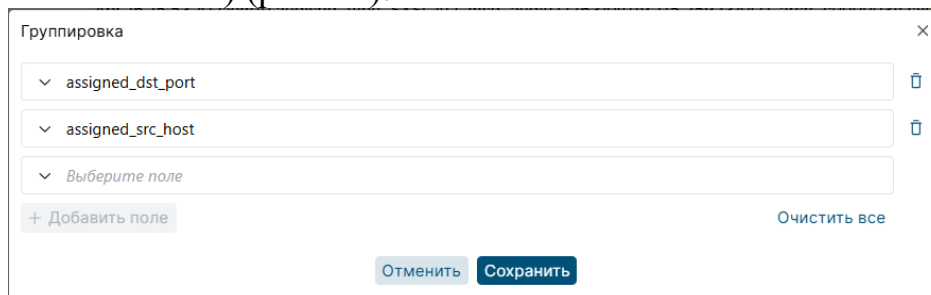 Группировка
assigned_dst_port
assigned_src_host
Выберите поле
+ Добавить поле
Очистить все
Отменить
Сохранить